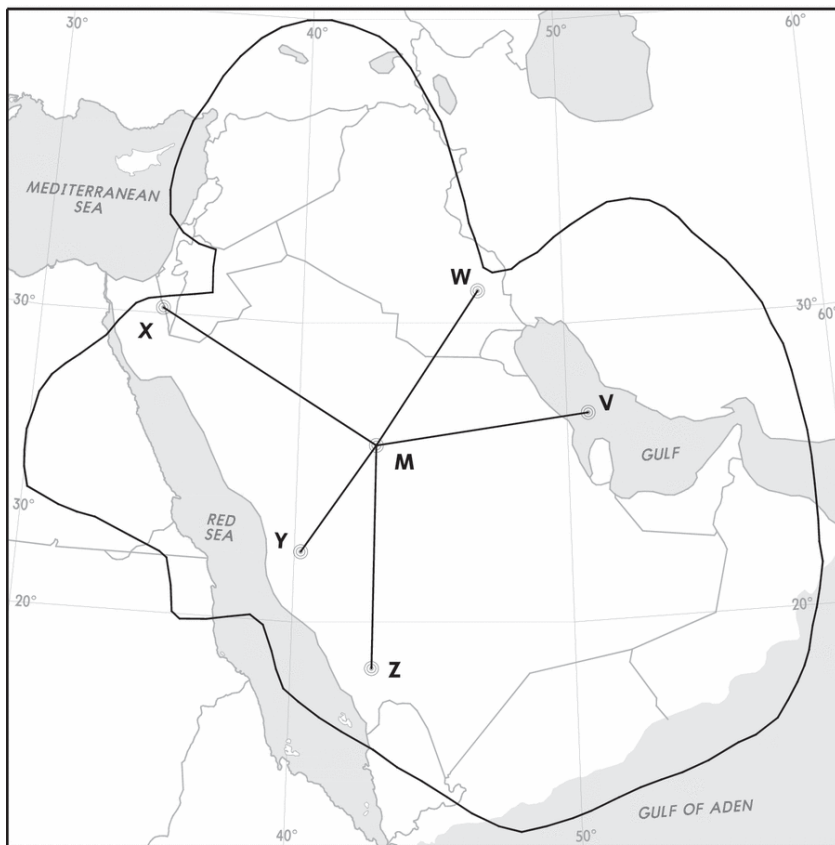 30°
40°
50°
60°
MEDITERRANEAN
SEA
W
30°
X
30°
60°
V
M
GULF
30°
RED
SEA
Y
20°
20°
Z
GULF OF ADEN
40°
50°